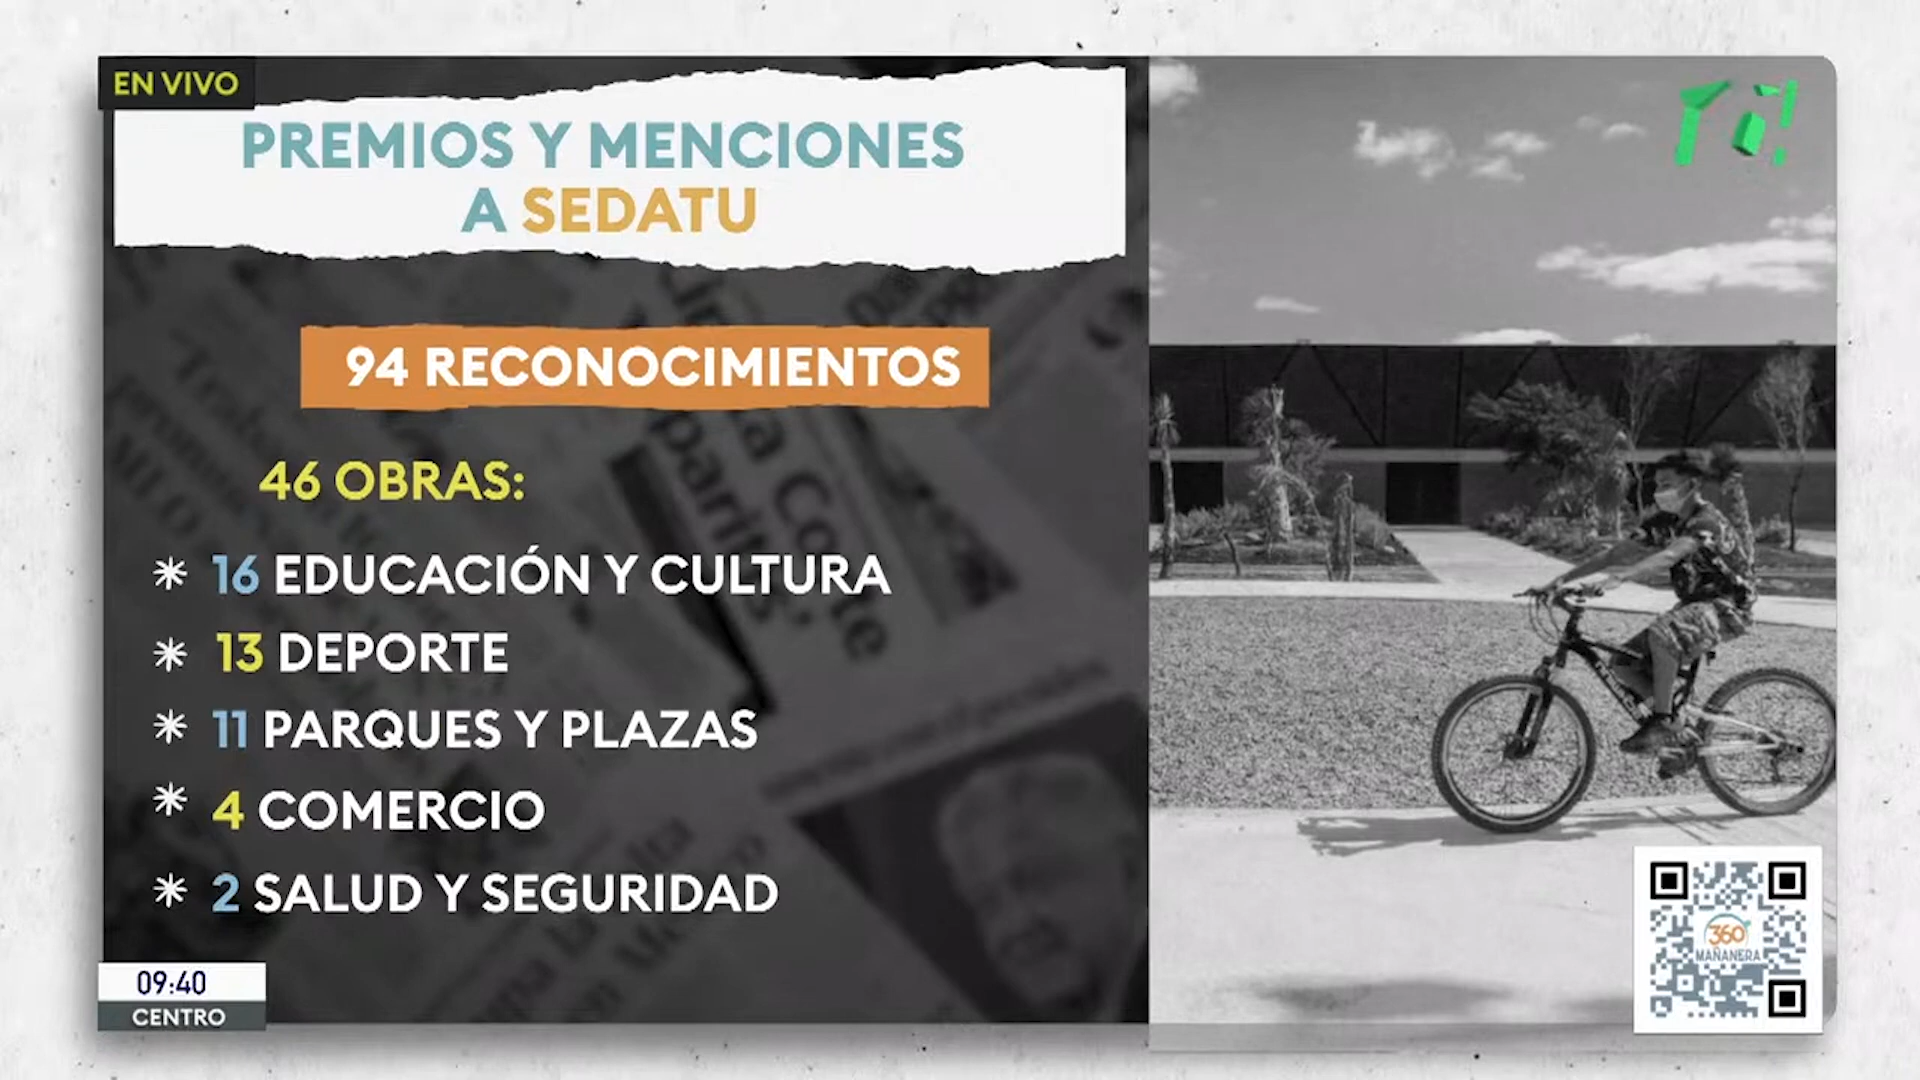 EN VIVO
PREMIOS Y MENCIONES
A SEDATU
94 RECONOCIMIENTOS
46 OBRAS:
16 EDUCACIÓN Y CULTURA
13 DEPORTE
11 PARQUES Y PLAZAS
4 COMERCIO
2 SALUD Y SEGURIDAD
09:40
CENTRO
360
MAÑANERA